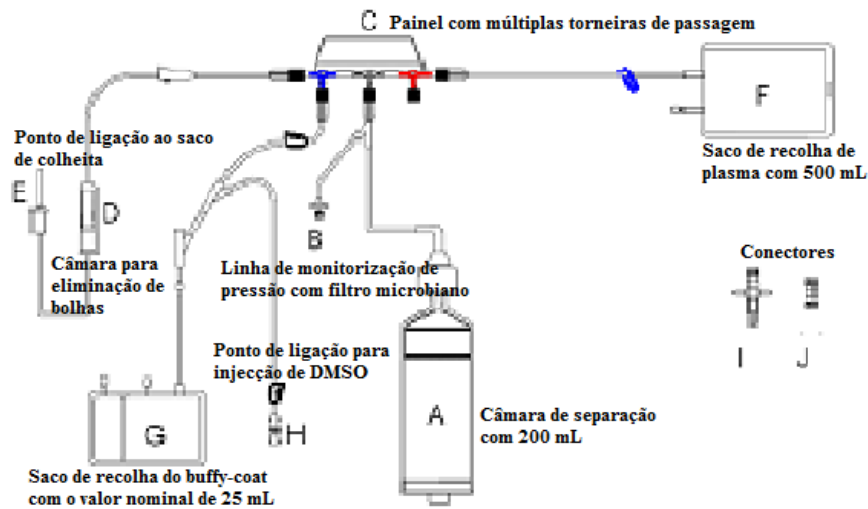 C Painel com múltiplas torneiras de passagem
F
Saco de recolha de
plasma com 500 mL
Ponto de ligação ao saco
de colheita
E
D
Câmara para
eliminação de
bolhas
B
Linha de monitorização de
pressão com filtro microbiano
Conectores
I
J
Ponto de ligação para
injecção de DMSO
H
G
A
Câmara de separação
com 200 mL
Saco de recolha do buffy-coat
com o valor nominal de 25 mL